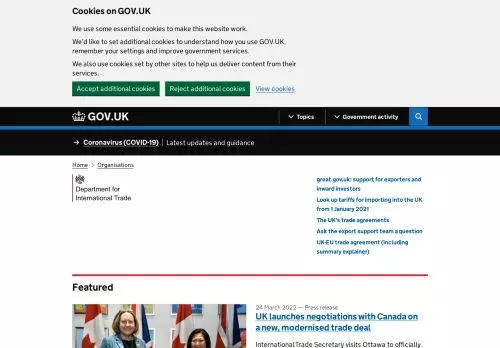 Cookies on GOV.UK
We use some essential cookies to make this website work.
We'd like to set additional cookies to understand how you use GOV.UK,
remember your settings and improve government services.
We also use cookies set by other sites to help us deliver content from their
services.
Accept additional cookies
Reject additional cookies
View cookies
GOV.UK
Topics
Government activity
→ Coronavirus (COVID-19) | Latest updates and guidance
Home > Organisations
Department for
International Trade
great.gov.uk: support for exporters and
inward investors
Look up tariffs for importing into the UK
from 1 January 2021
The UK's trade agreements
Ask the export support team a question
UK-EU trade agreement (including
summary explainer)
Featured
24 March 2022 — Press release
UK launches negotiations with Canada on
a new, modernised trade deal
International Trade Secretary visits Ottawa to officially